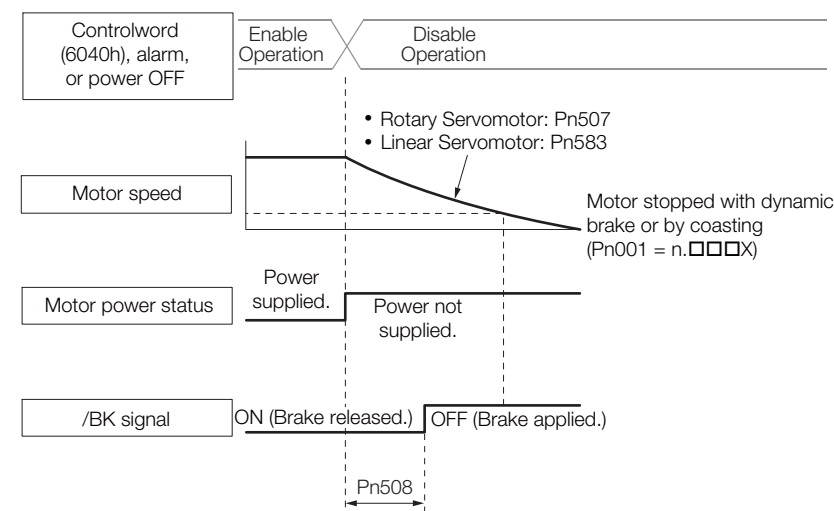 Controlword
(6040h), alarm,
or power OFF
Enable
Operation
Disable
Operation
• Rotary Servomotor: Pn507
• Linear Servomotor: Pn583
Motor speed
Motor stopped with dynamic
brake or by coasting
(Pn001 = n.□□□X)
Motor power status
Power
supplied.
Power not
supplied.
/BK signal
ON (Brake released.)
OFF (Brake applied.)
Pn508